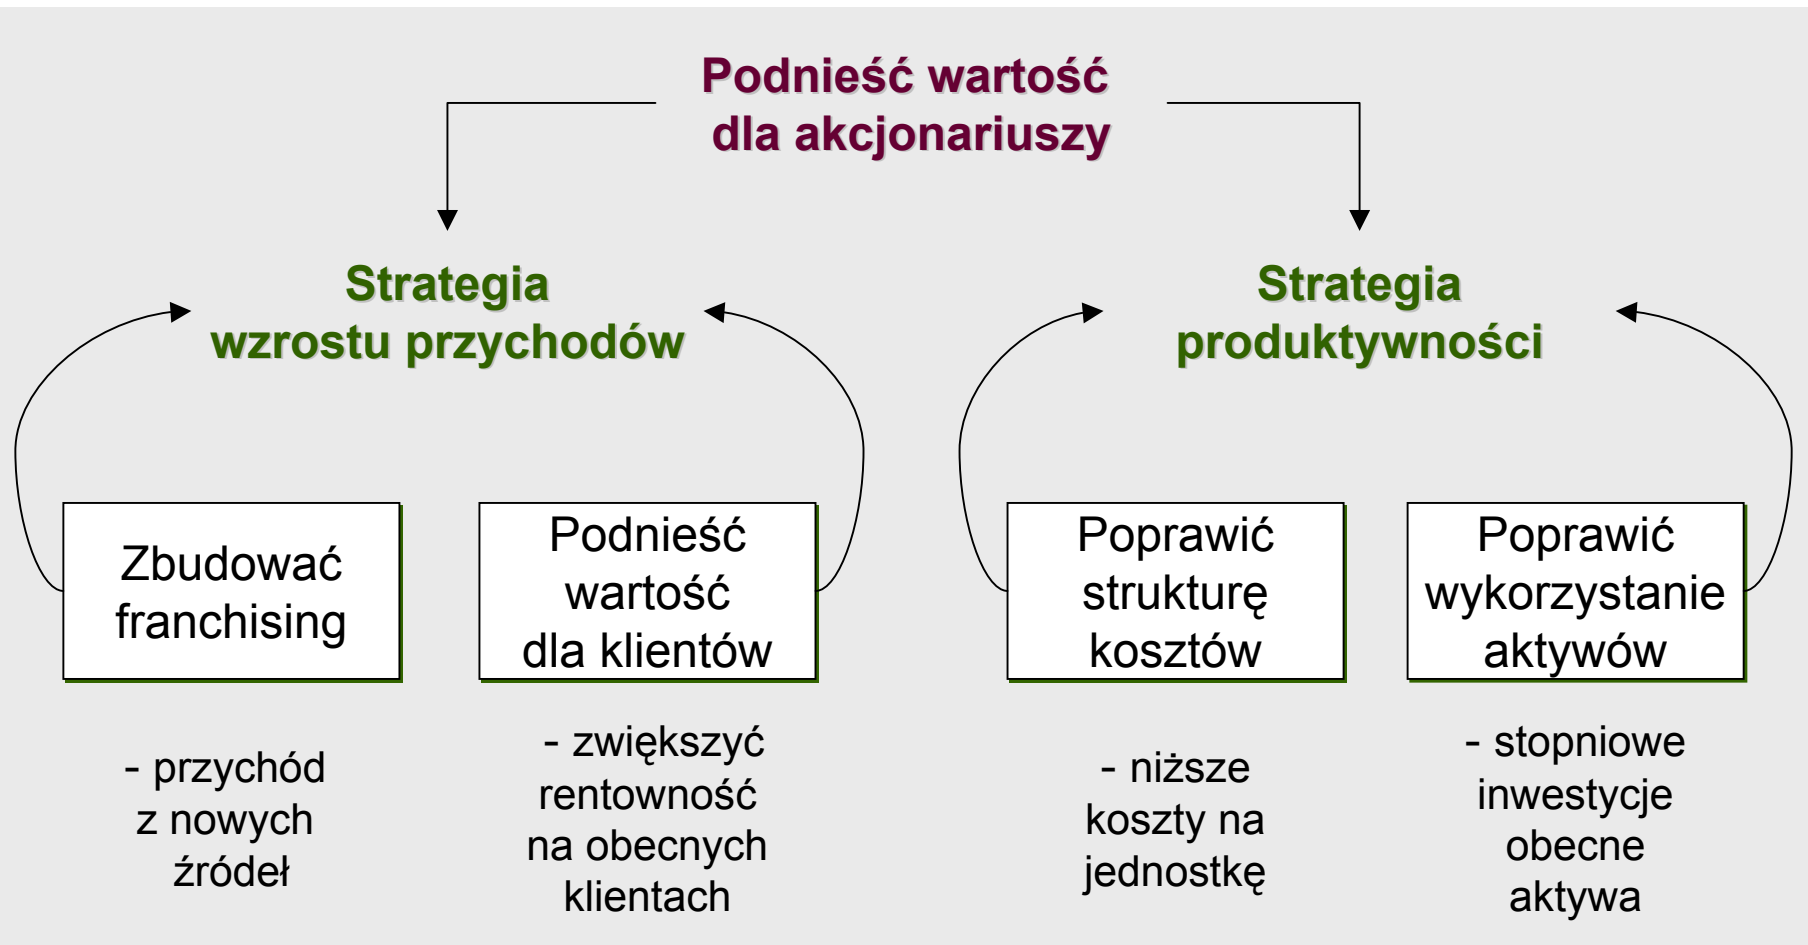 Podnieść wartość
dla akcjonariuszy
Strategia
wzrostu przychodów
Strategia
produktywności
Zbudować
franchising
Podnieść
wartość
dla klientów
Poprawić
strukturę
kosztów
Poprawić
wykorzystanie
aktywów
- przychód
z nowych
źródeł
- zwiększyć
rentowność
na obecnych
klientach
- niższe
koszty na
jednostkę
- stopniowe
inwestycje
obecne
aktywa